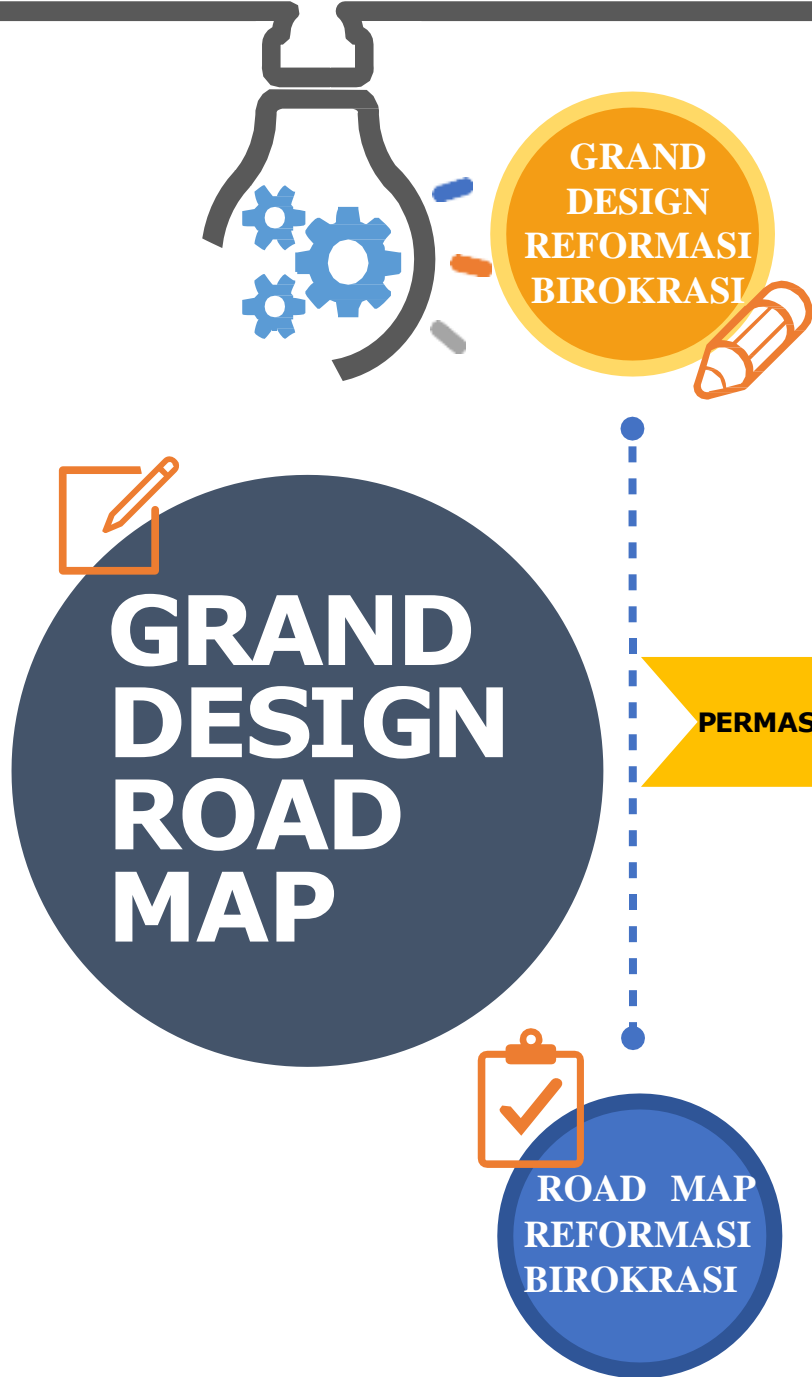 GRAND
DESIGN
REFORMASI
BIROKRASI
GRAND
DESIGN
ROAD
MAP
PERMAS
ROAD MAP
REFORMASI
BIROKRASI